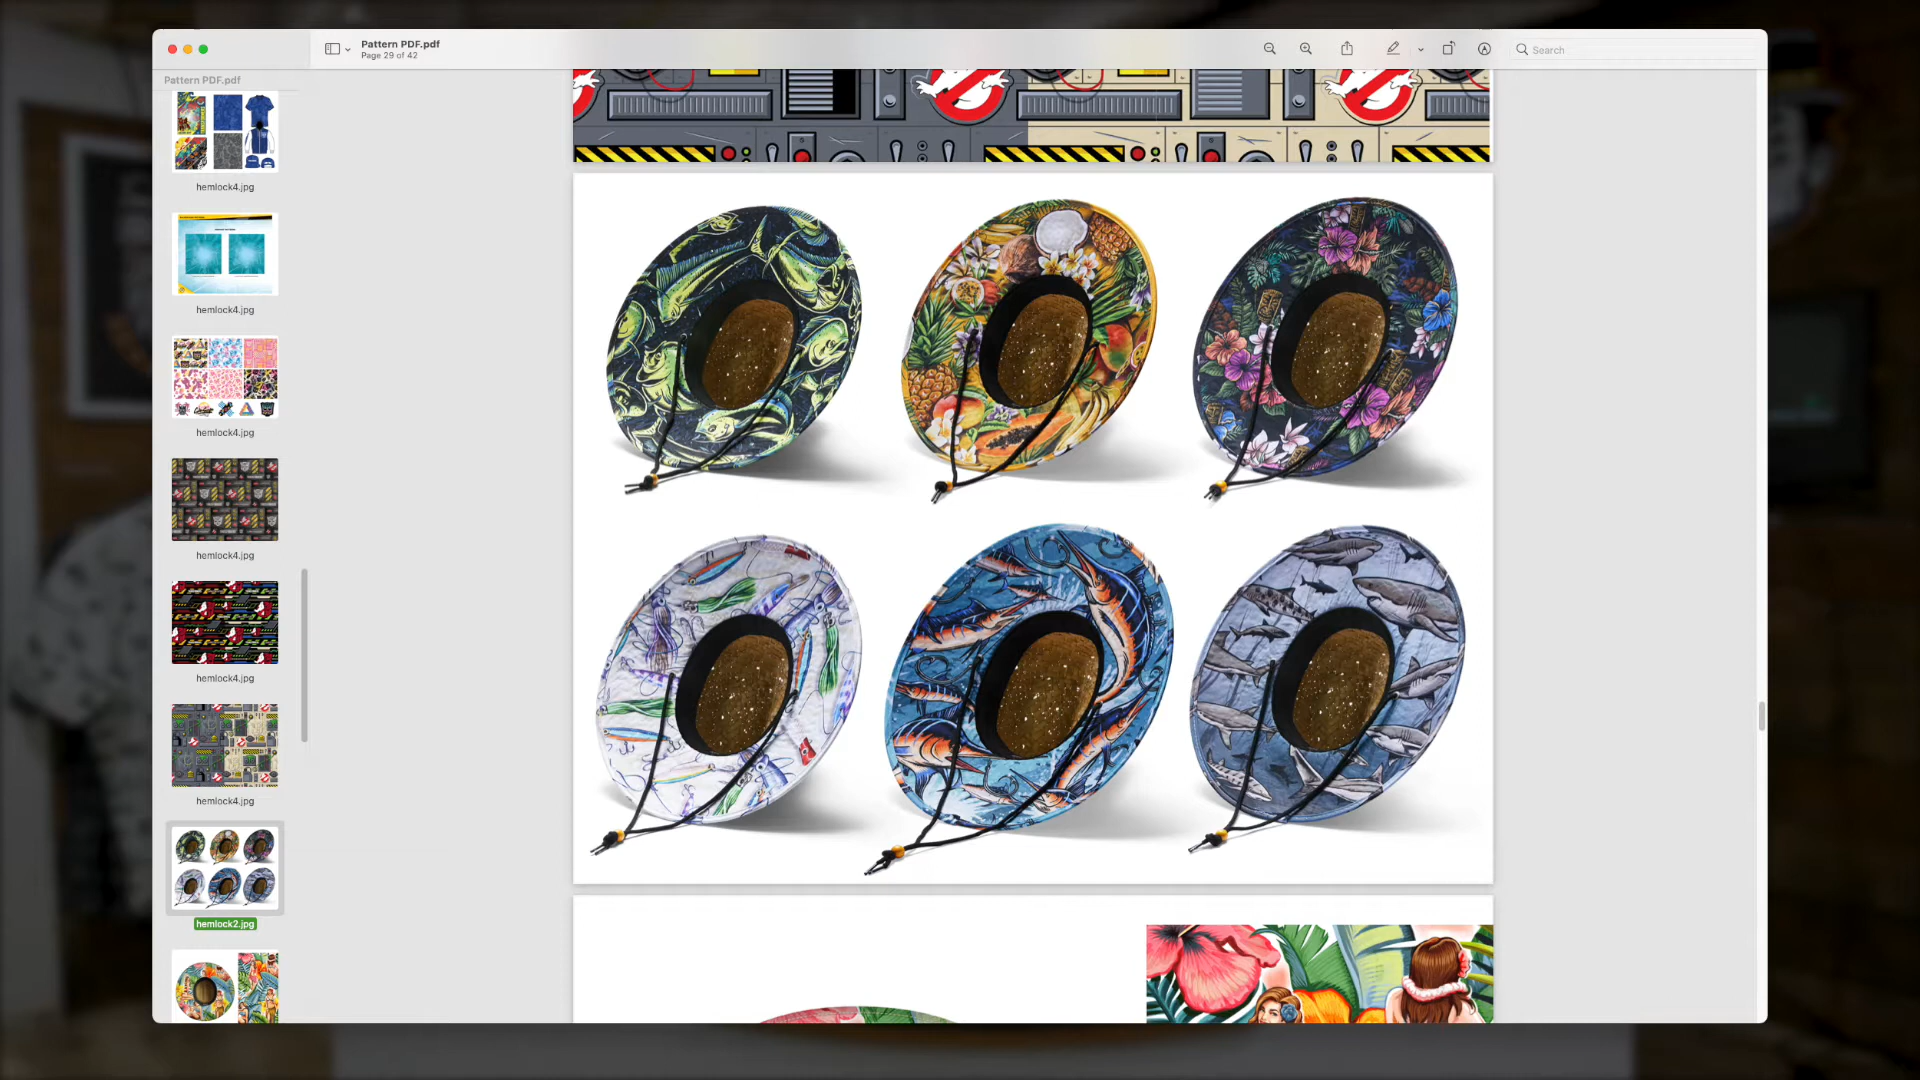 Pattern PDF.pdf
Page 29 of 42
Search
Pattern PDF.pdf
hemlock4.jpg
hemlock4.jpg
hemlock4.jpg
hemlock4.jpg
hemlock4.jpg
hemlock4.jpg
hemlock2.jpg